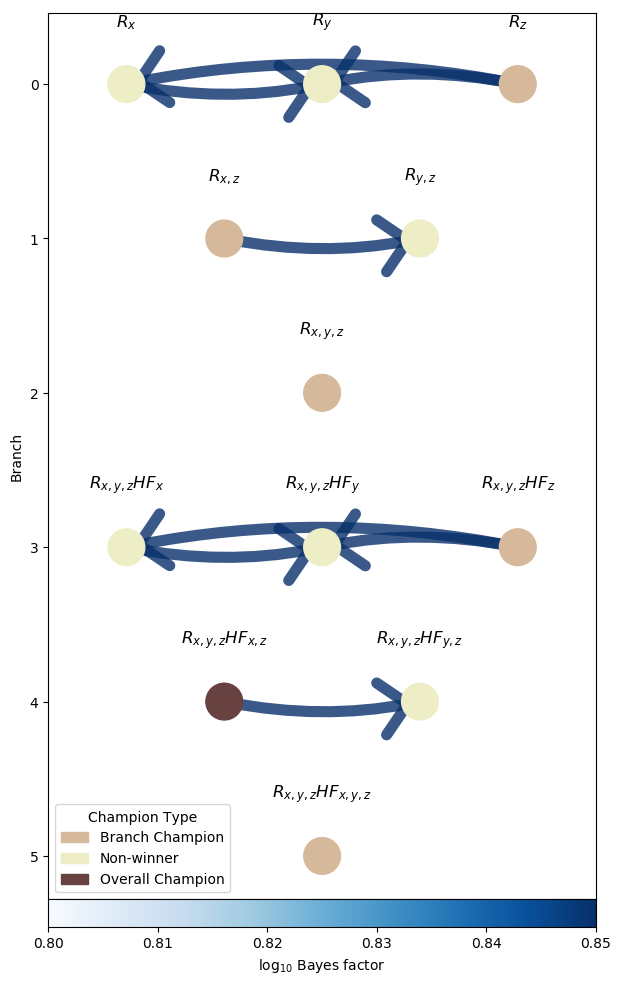 R_x R_y R_z
0
R_{x,z} R_{y,z}
1
R_{x,y,z}
2
Branch
R_{x,y,z}HF_x R_{x,y,z}HF_y R_{x,y,z}HF_z
3
R_{x,y,z}HF_{x,z} R_{x,y,z}HF_{y,z}
4
R_{x,y,z}HF_{x,y,z}
Champion Type
Branch Champion
Non-winner
Overall Champion
5
0.80 0.81 0.82 0.83 0.84 0.85
log_{10} Bayes factor